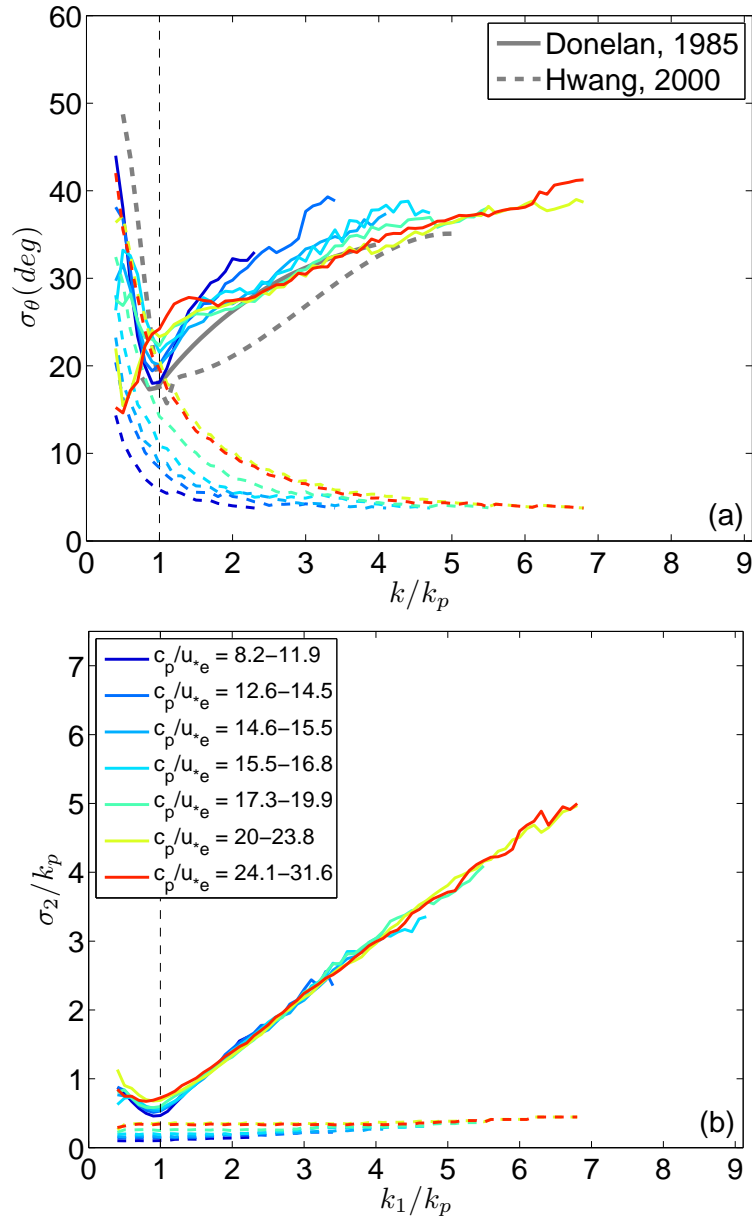 60
50
40
30
20
10
0
σθ(deg)
Donelan, 1985
Hwang, 2000
(a)
0 1 2 3 4 5 6 7 8 9
k/kp
7
6
5
4
3
2
1
0
σ2/kp
cp/u*e = 8.2−11.9
cp/u*e = 12.6−14.5
cp/u*e = 14.6−15.5
cp/u*e = 15.5−16.8
cp/u*e = 17.3−19.9
cp/u*e = 20−23.8
cp/u*e = 24.1−31.6
(b)
0 1 2 3 4 5 6 7 8 9
k1/kp